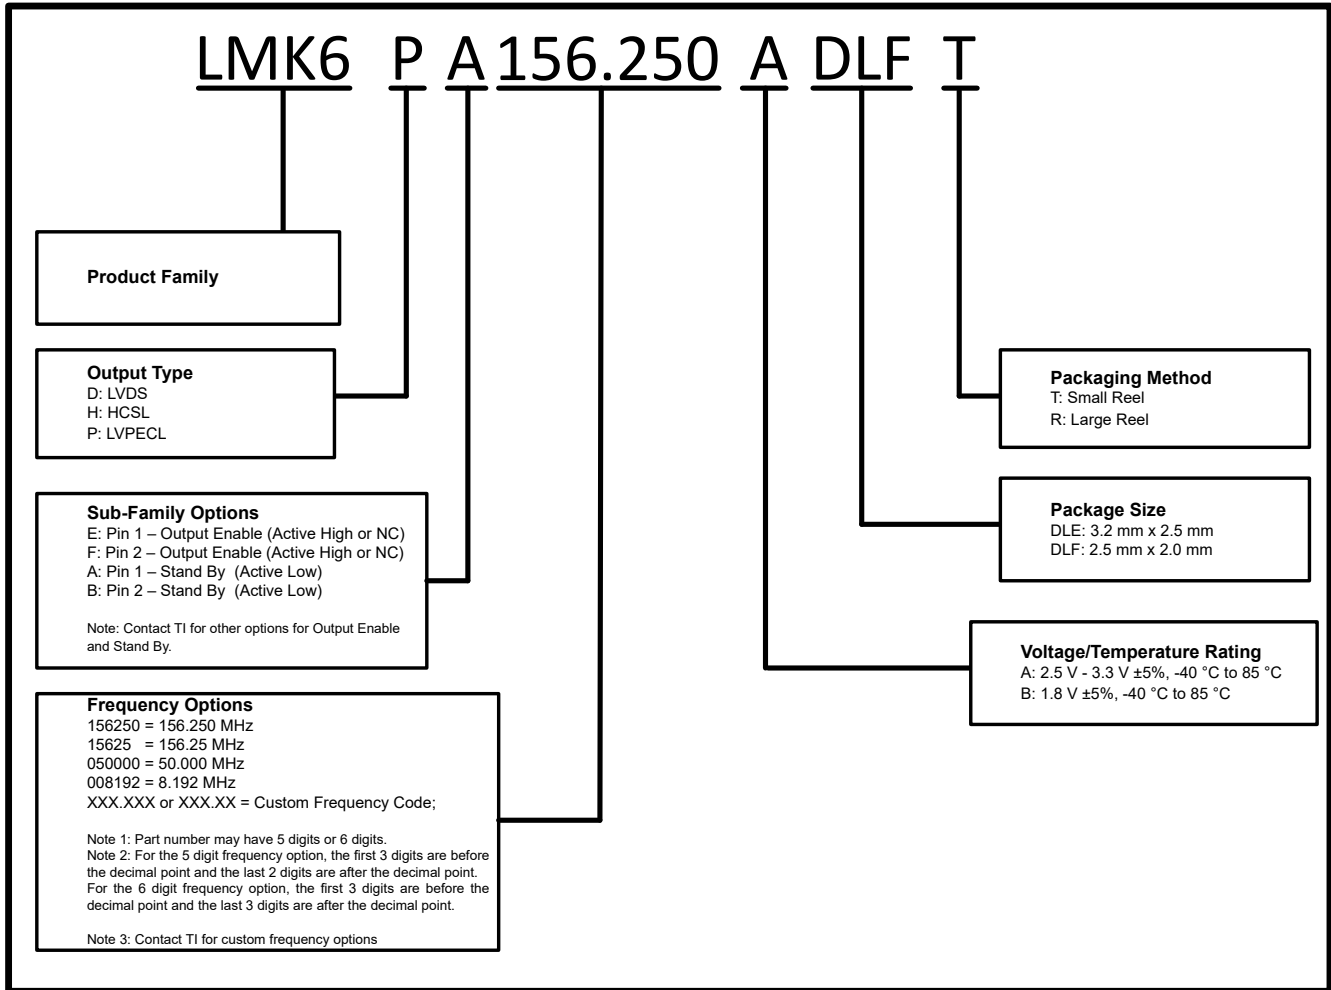 LMK6 P A 156.250 A DLF T
Product Family
Output Type
D: LVDS
H: HCSL
P: LVPECL
Sub-Family Options
E: Pin 1 – Output Enable (Active High or NC)
F: Pin 2 – Output Enable (Active High or NC)
A: Pin 1 – Stand By (Active Low)
B: Pin 2 – Stand By (Active Low)
Note: Contact TI for other options for Output Enable
and Stand By.
Frequency Options
156250 = 156.250 MHz
15625 = 156.25 MHz
050000 = 50.000 MHz
008192 = 8.192 MHz
XXX.XXX or XXX.XX = Custom Frequency Code;
Note 1: Part number may have 5 digits or 6 digits.
Note 2: For the 5 digit frequency option, the first 3 digits are before
the decimal point and the last 2 digits are after the decimal point.
For the 6 digit frequency option, the first 3 digits are before the
decimal point and the last 3 digits are after the decimal point.
Note 3: Contact TI for custom frequency options
Packaging Method
T: Small Reel
R: Large Reel
Package Size
DLE: 3.2 mm x 2.5 mm
DLF: 2.5 mm x 2.0 mm
Voltage/Temperature Rating
A: 2.5 V - 3.3 V ±5%, -40 °C to 85 °C
B: 1.8 V ±5%, -40 °C to 85 °C